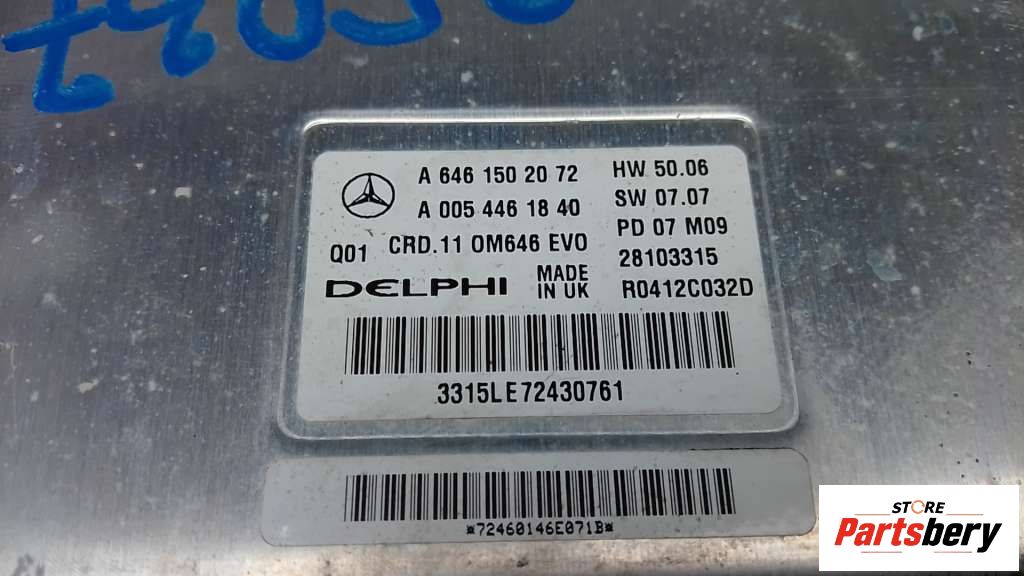 A 646 150 20 72
A 005 446 18 40
Q01 CRD.11 OM646 EVO
DELPHI MADE IN UK
HW 50.06
SW 07.07
PD 07 M09
28103315
R0412C032D
3315LE72430761
*72460146E071B*
STORE
Partsbery